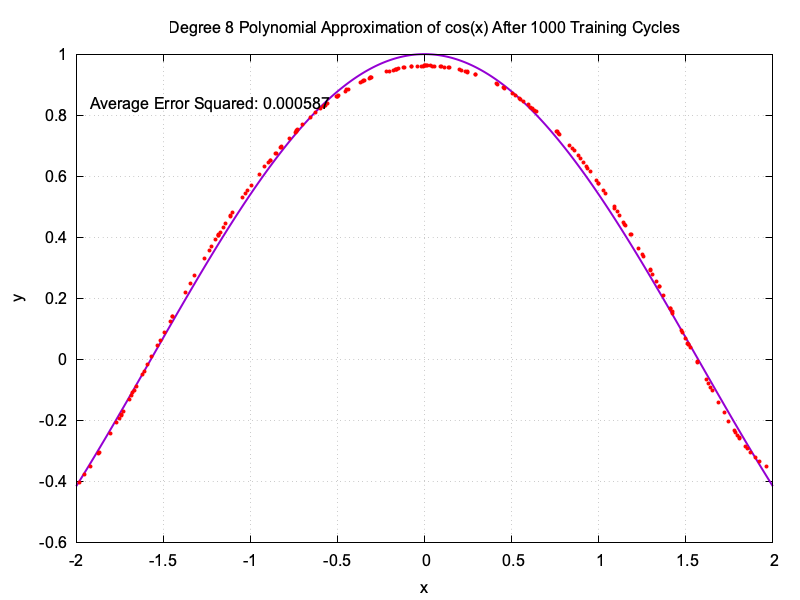 Degree 8 Polynomial Approximation of cos(x) After 1000 Training Cycles
1
Average Error Squared: 0.000587
0.8
0.6
0.4
y
0.2
0
-0.2
-0.4
-0.6
-2 -1.5 -1 -0.5 0 0.5 1 1.5 2
x